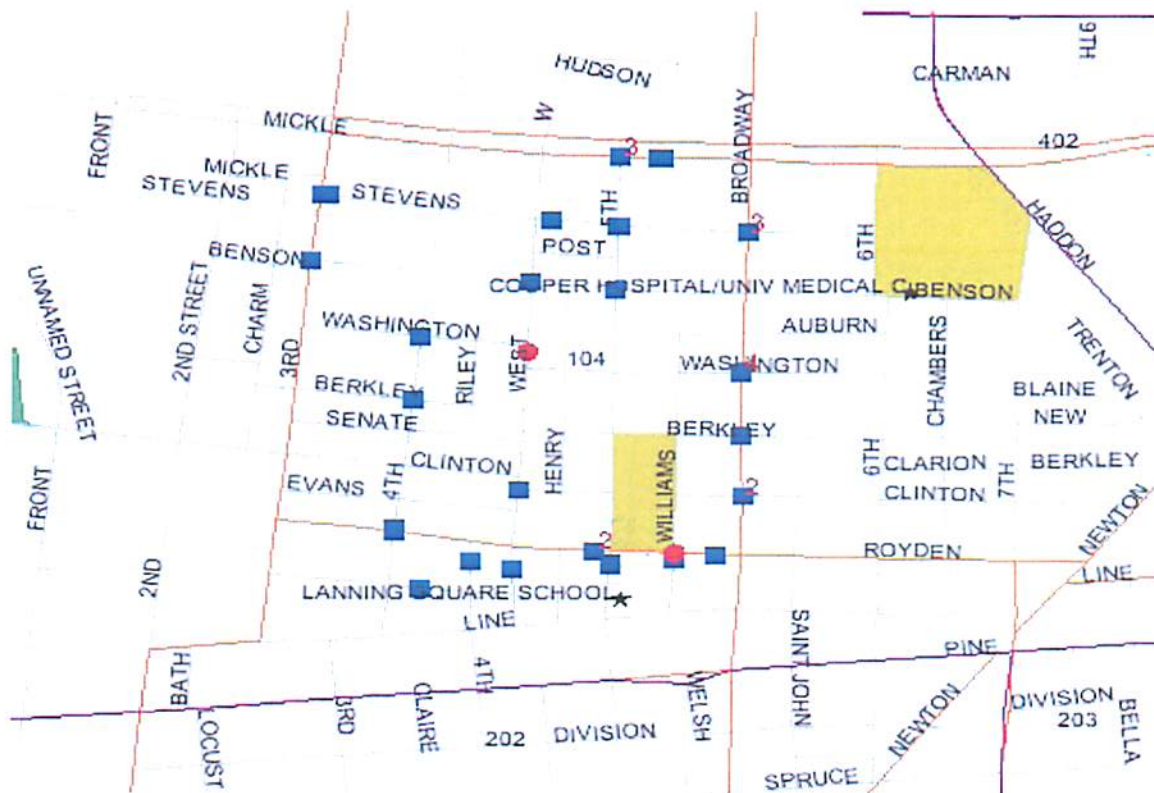 HUDSON
CARMAN
9TH
W
BROADWAY
MICKLE
402
FRONT
3
MICKLE
STEVENS
STEVENS
5TH
3
6TH
HADDON
POST
BENSON
COOPER HOSPITAL/UNIV MEDICAL C
BENSON
UNNAMED STREET
2ND STREET
CHARM
WASHINGTON
AUBURN
3RD
RILEY
WEST
104
WASHINGTON
4
CHAMBERS
TRENTON
BERKLEY
BLAINE
SENATE
BERKLEY
NEW
CLINTON
HENRY
WILLIAMS
6TH
CLARION
BERKLEY
EVANS
4TH
2
CLINTON
7TH
FRONT
NEWTON
2
ROYDEN
2ND
LANNING SQUARE SCHOOL
LINE
LINE
SAINT JOHN
PINE
BATH
4TH
WELSH
LOCUST
3RD
CLAIRE
202
DIVISION
NEWTON
DIVISION
203
BELLA
SPRUCE